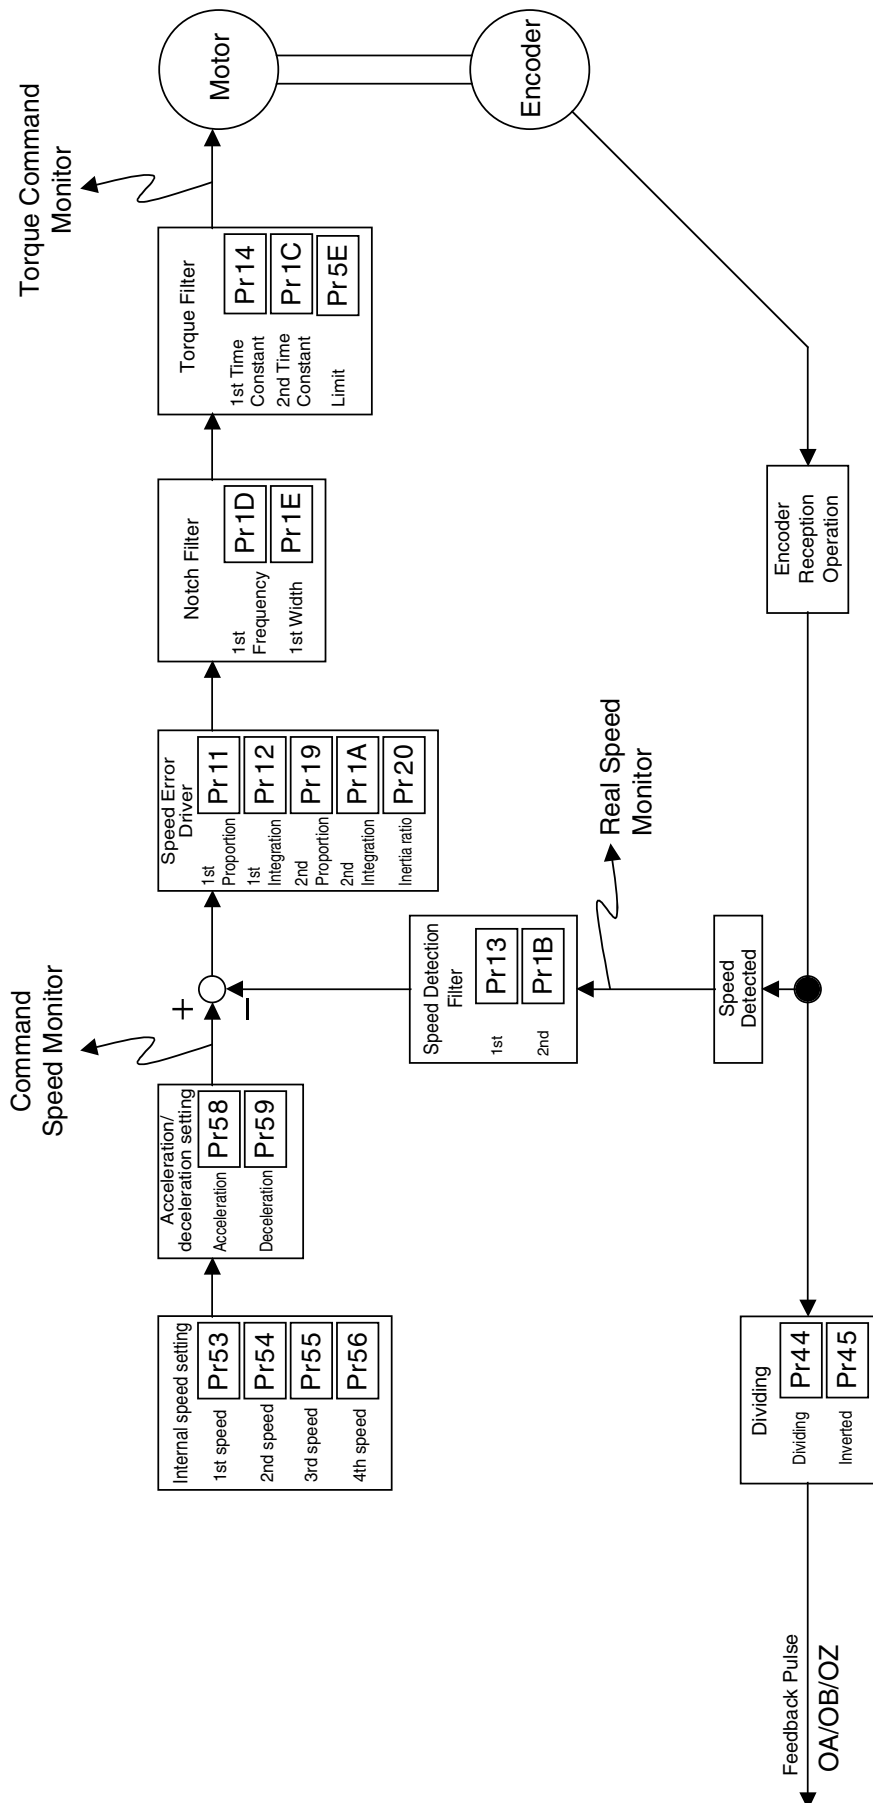 Command
Speed Monitor
Torque Command
Monitor
Internal speed setting
1st speed
Pr53
2nd speed
Pr54
3rd speed
Pr55
4th speed
Pr56
Acceleration/
deceleration setting
Acceleration
Pr58
Deceleration
Pr59
+
−
Speed Error
Driver
1st
Proportion
Pr11
1st
Integration
Pr12
2nd
Proportion
Pr19
2nd
Integration
Pr1A
Inertia ratio
Pr20
Notch Filter
1st
Frequency
Pr1D
1st Width
Pr1E
Torque Filter
1st Time
Constant
Pr14
2nd Time
Constant
Pr1C
Limit
Pr5E
Motor
Speed Detection
Filter
1st
Pr13
2nd
Pr1B
Real Speed
Monitor
Encoder
Speed
Detected
Encoder
Reception
Operation
Dividing
Dividing
Pr44
Inverted
Pr45
Feedback Pulse
OA/OB/OZ